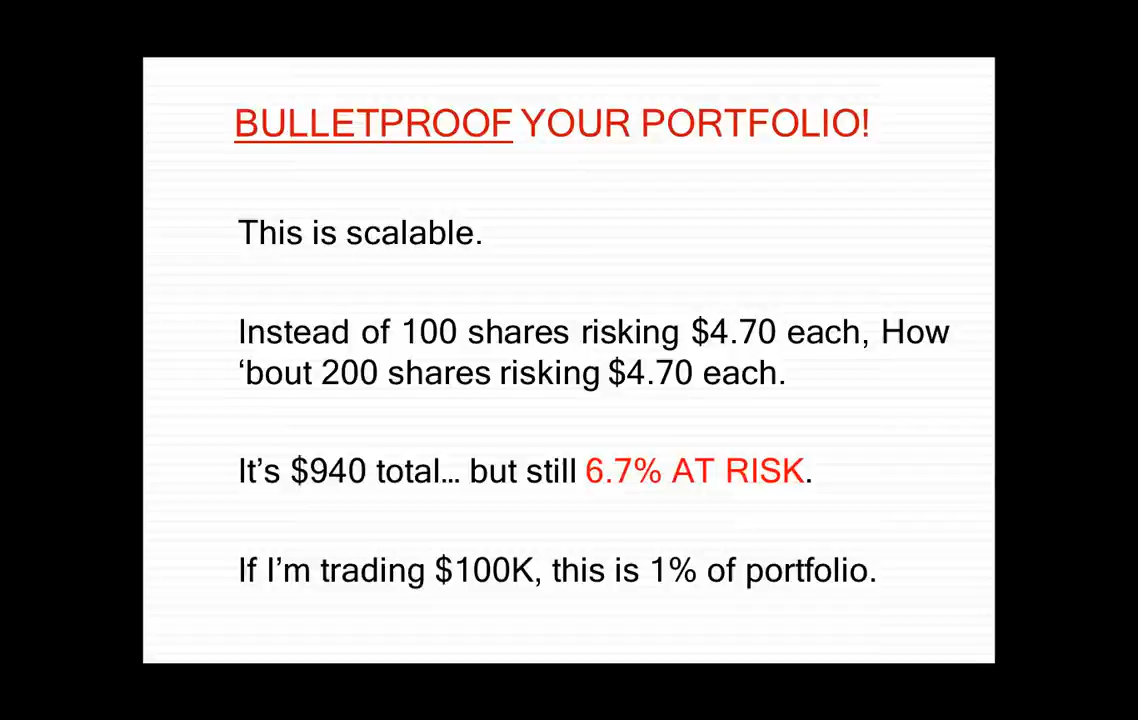 BULLETPROOF YOUR PORTFOLIO!
This is scalable.
Instead of 100 shares risking $4.70 each, How
‘bout 200 shares risking $4.70 each.
It’s $940 total… but still 6.7% AT RISK.
If I’m trading $100K, this is 1% of portfolio.